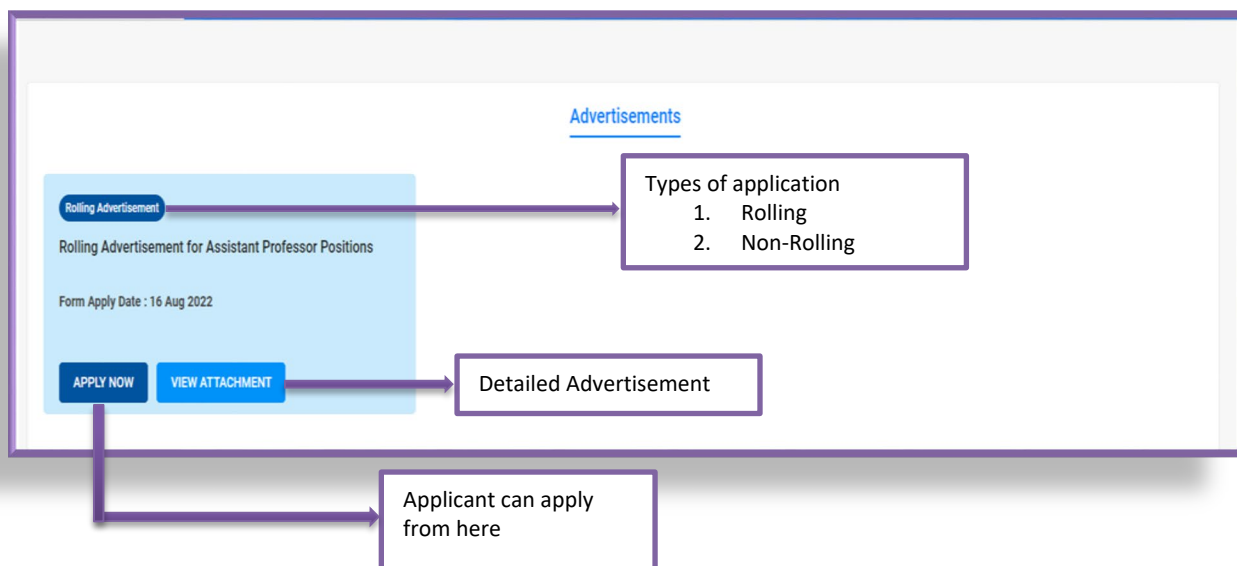 Advertisements
Rolling Advertisement
Types of application
1. Rolling
2. Non-Rolling
Rolling Advertisement for Assistant Professor Positions
Form Apply Date : 16 Aug 2022
APPLY NOW
VIEW ATTACHMENT
Detailed Advertisement
Applicant can apply
from here